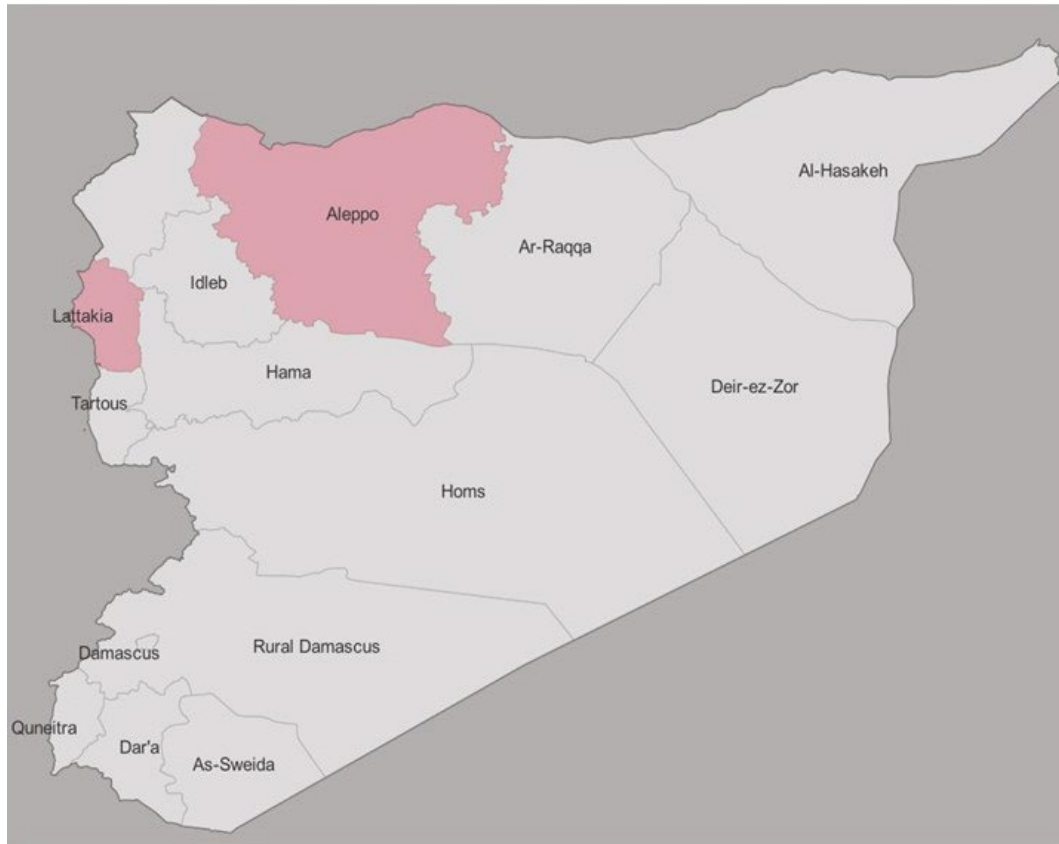 Al-Hasakeh
Aleppo
Ar-Raqqa
Idleb
Lattakia
Hama
Deir-ez-Zor
Tartous
Homs
Rural Damascus
Damascus
Quneitra
Dar'a
As-Sweida